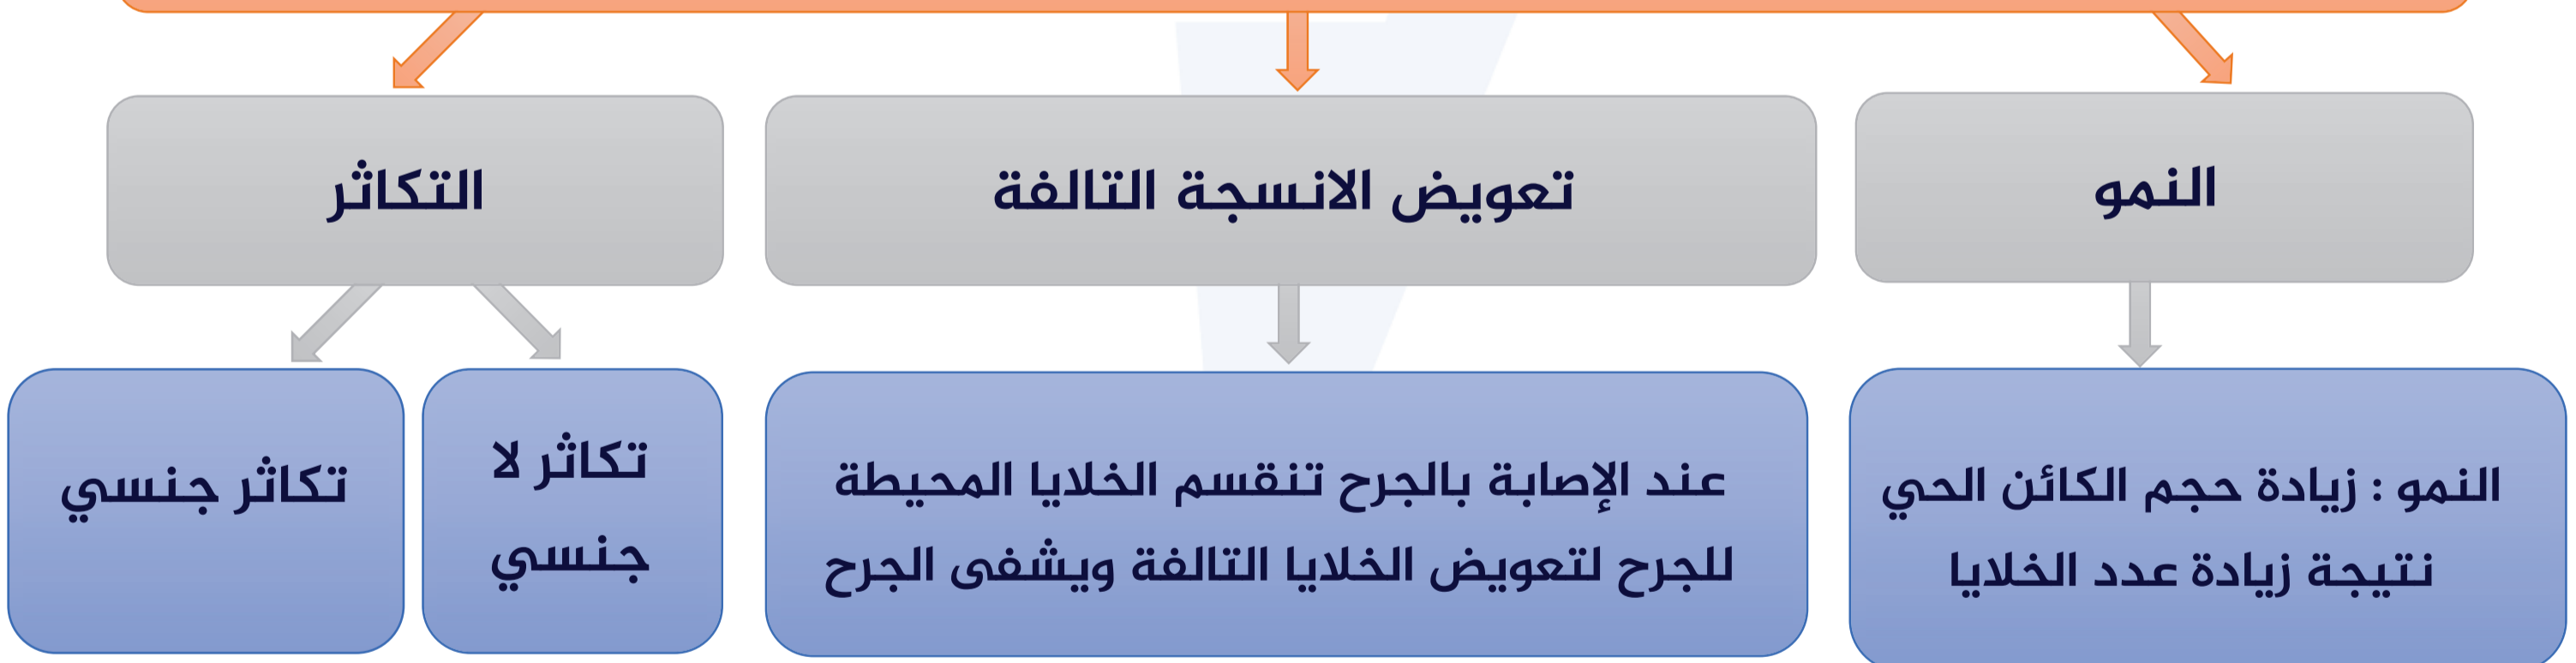 النمو
تعويض الانسجة التالفة
التكاثر
النمو : زيادة حجم الكائن الحي
نتيجة زيادة عدد الخلايا
عند الإصابة بالجرح تنقسم الخلايا المحيطة
للجرح لتعويض الخلايا التالفة ويشفى الجرح
تكاثر لا
جنسي
تكاثر جنسي